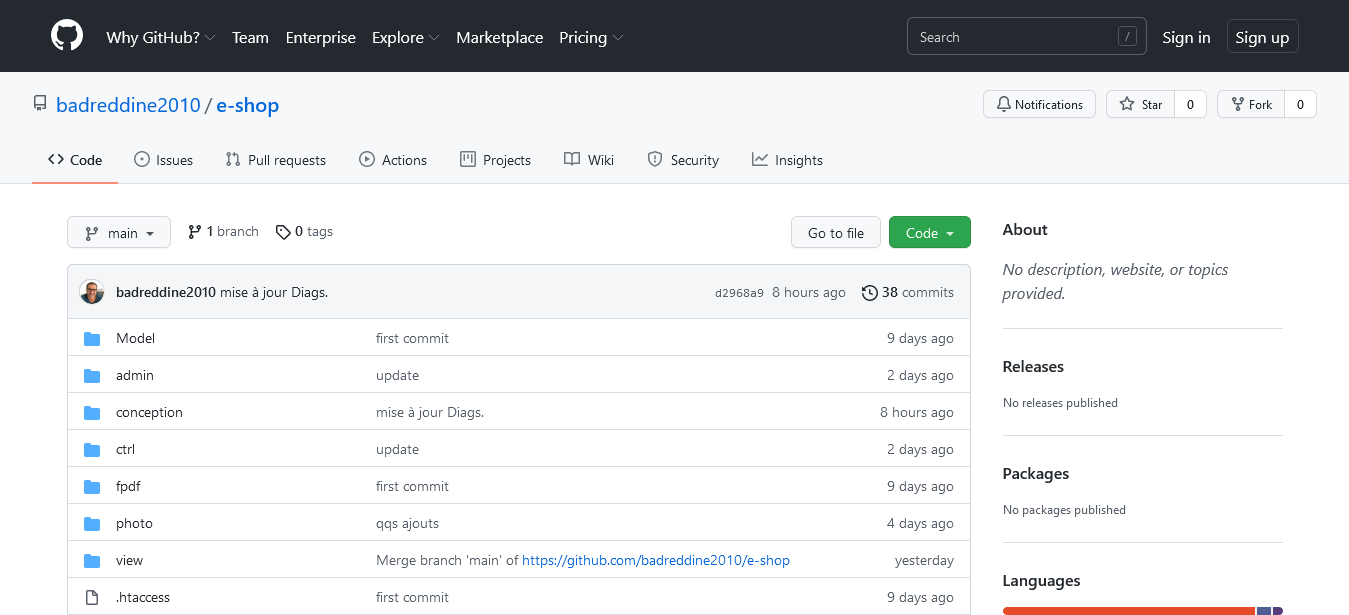 Why GitHub? Team Enterprise Explore Marketplace Pricing Search / Sign in Sign up
badreddine2010 / e-shop Notifications Star 0 Fork 0
Code Issues Pull requests Actions Projects Wiki Security Insights
main 1 branch 0 tags Go to file Code
About
No description, website, or topics
provided.
badreddine2010 mise à jour Diags. d2968a9 8 hours ago 38 commits
Model first commit 9 days ago
admin update 2 days ago
conception mise à jour Diags. 8 hours ago
ctrl update 2 days ago
fpdf first commit 9 days ago
photo qqs ajouts 4 days ago
view Merge branch 'main' of https://github.com/badreddine2010/e-shop yesterday
.htaccess first commit 9 days ago
Releases
No releases published
Packages
No packages published
Languages